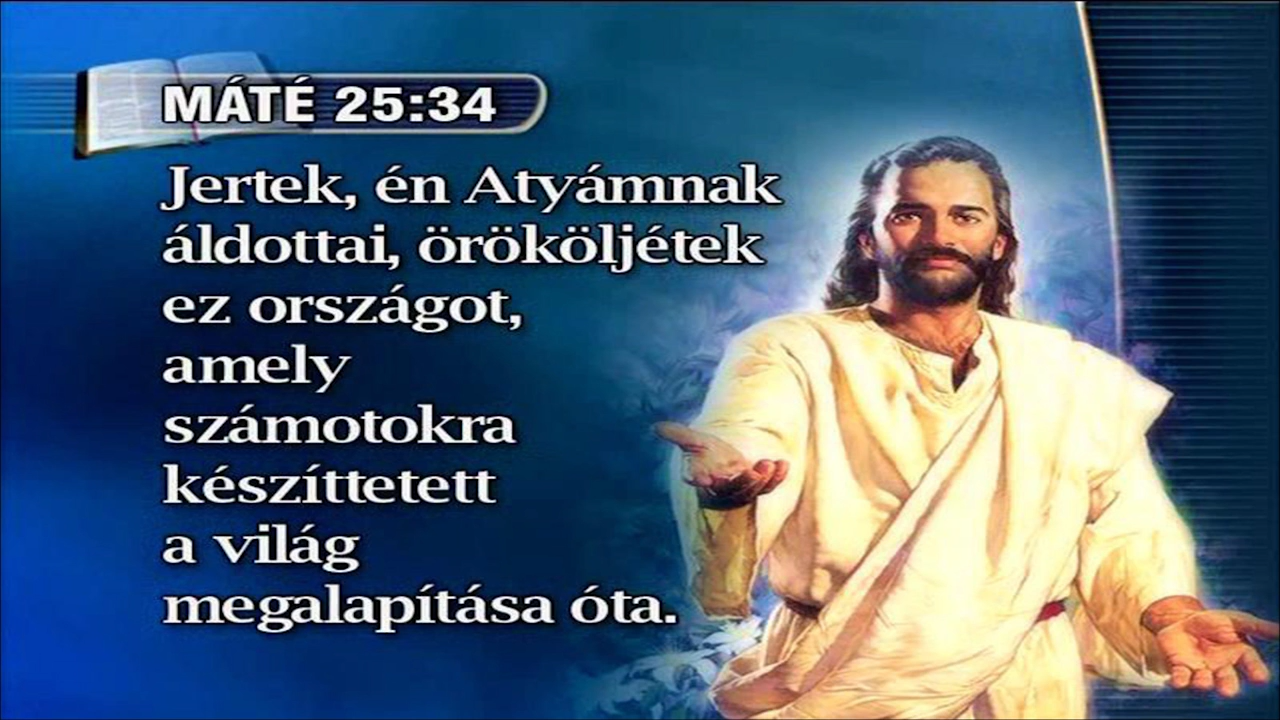 MÁTÉ 25:34
Jertek, én Atyámnak
áldottai, örököljétek
ez országot,
amely
számotokra
készíttetett
a világ
megalapítása óta.